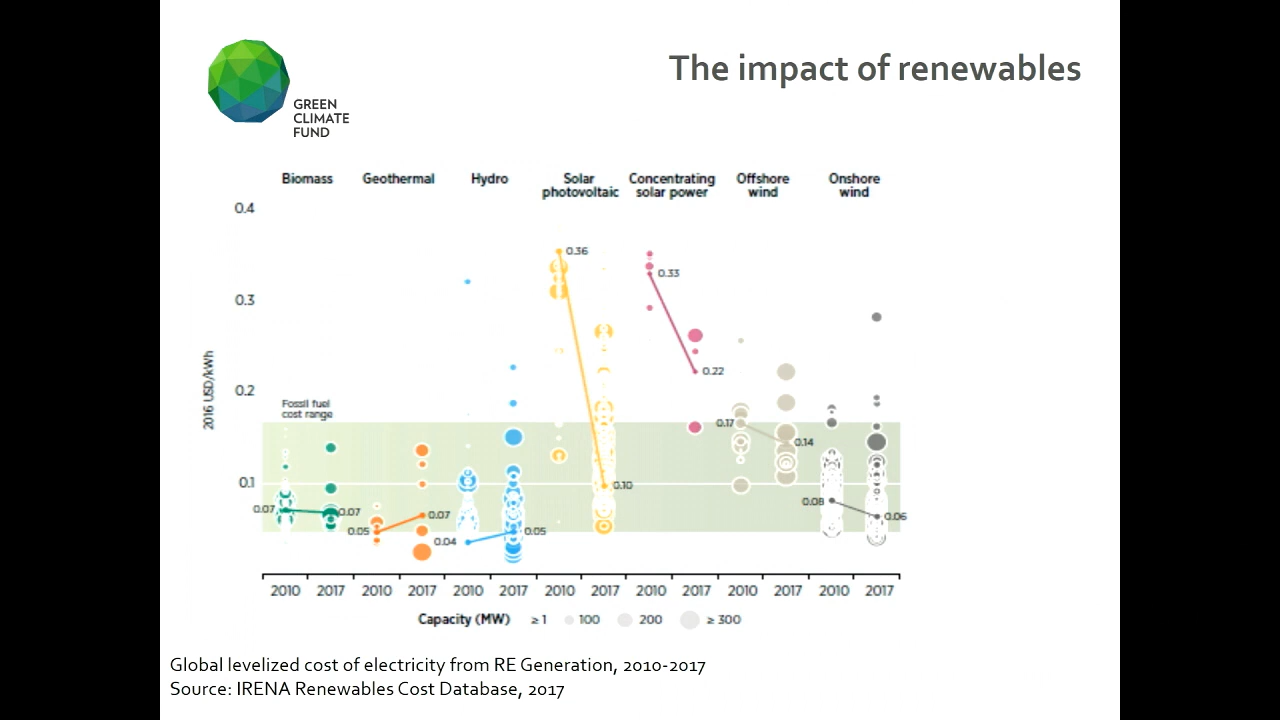 The impact of renewables
GREEN
CLIMATE
FUND
Biomass
Geothermal
Hydro
Solar
photovoltaic
Concentrating
solar power
Offshore
wind
Onshore
wind
0.4
0.3
0.2
0.1
2016 USD/kWh
Fossil fuel
cost range
0.07
0.07
0.05
0.07
0.04
0.05
0.36
0.10
0.33
0.22
0.17
0.14
0.08
0.06
2010 2017 2010 2017 2010 2017 2010 2017 2010 2017 2010 2017 2010 2017
Capacity (MW) ≥ 1 100 200 ≥ 300
Global levelized cost of electricity from RE Generation, 2010-2017
Source: IRENA Renewables Cost Database, 2017